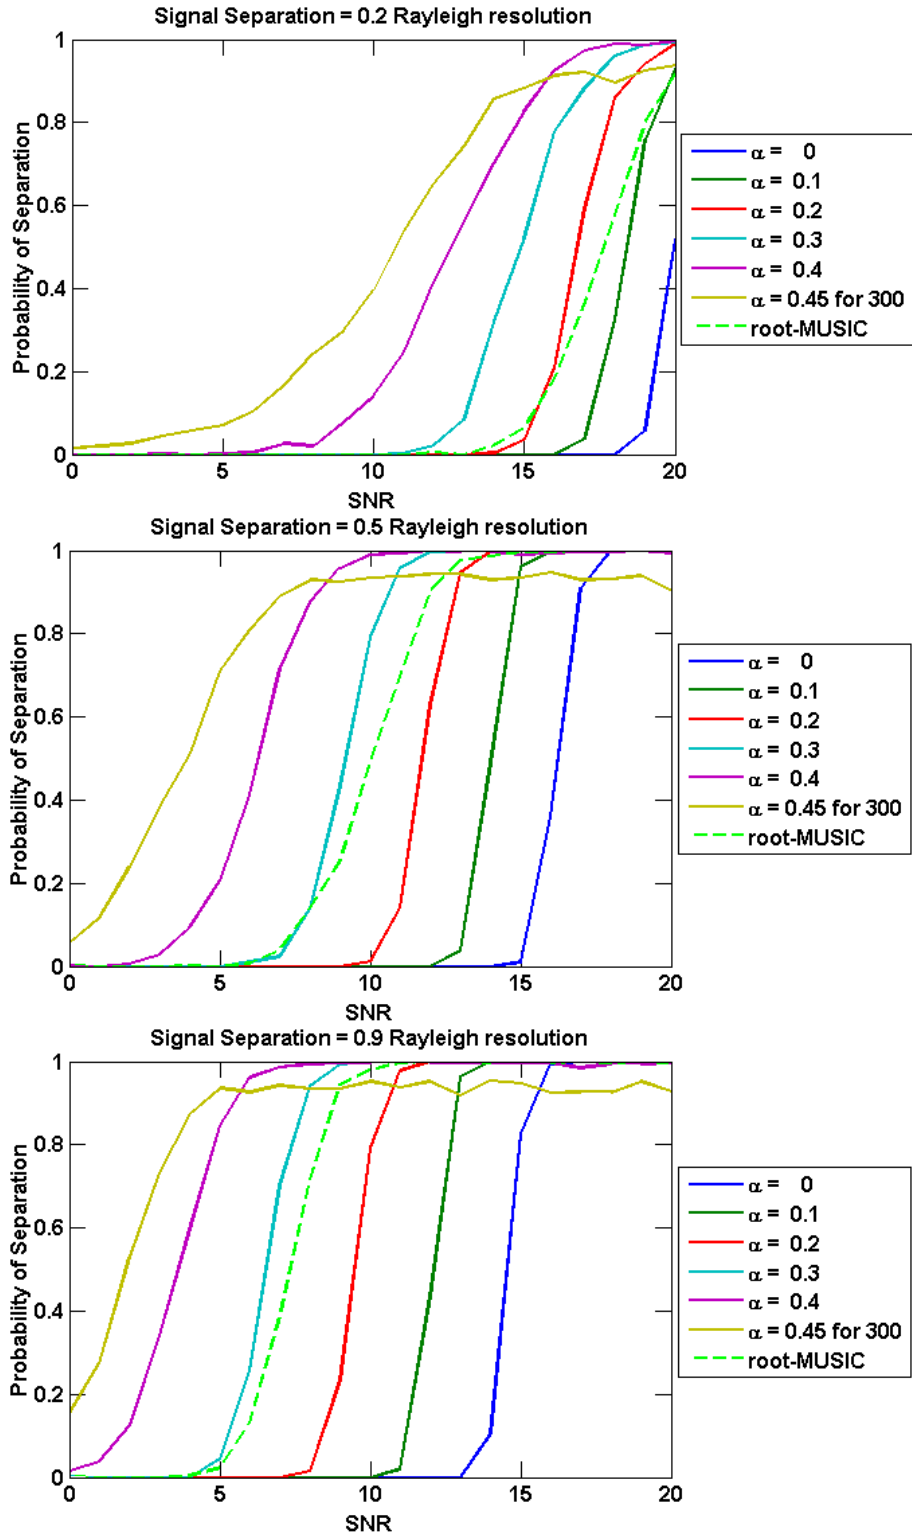 Signal Separation = 0.2 Rayleigh resolution
Probability of Separation
1
0.8
0.6
0.4
0.2
0
0 5 10 15 20
SNR
α = 0
α = 0.1
α = 0.2
α = 0.3
α = 0.4
α = 0.45 for 300
root-MUSIC
Signal Separation = 0.5 Rayleigh resolution
Probability of Separation
1
0.8
0.6
0.4
0.2
0
0 5 10 15 20
SNR
α = 0
α = 0.1
α = 0.2
α = 0.3
α = 0.4
α = 0.45 for 300
root-MUSIC
Signal Separation = 0.9 Rayleigh resolution
Probability of Separation
1
0.8
0.6
0.4
0.2
0
0 5 10 15 20
SNR
α = 0
α = 0.1
α = 0.2
α = 0.3
α = 0.4
α = 0.45 for 300
root-MUSIC